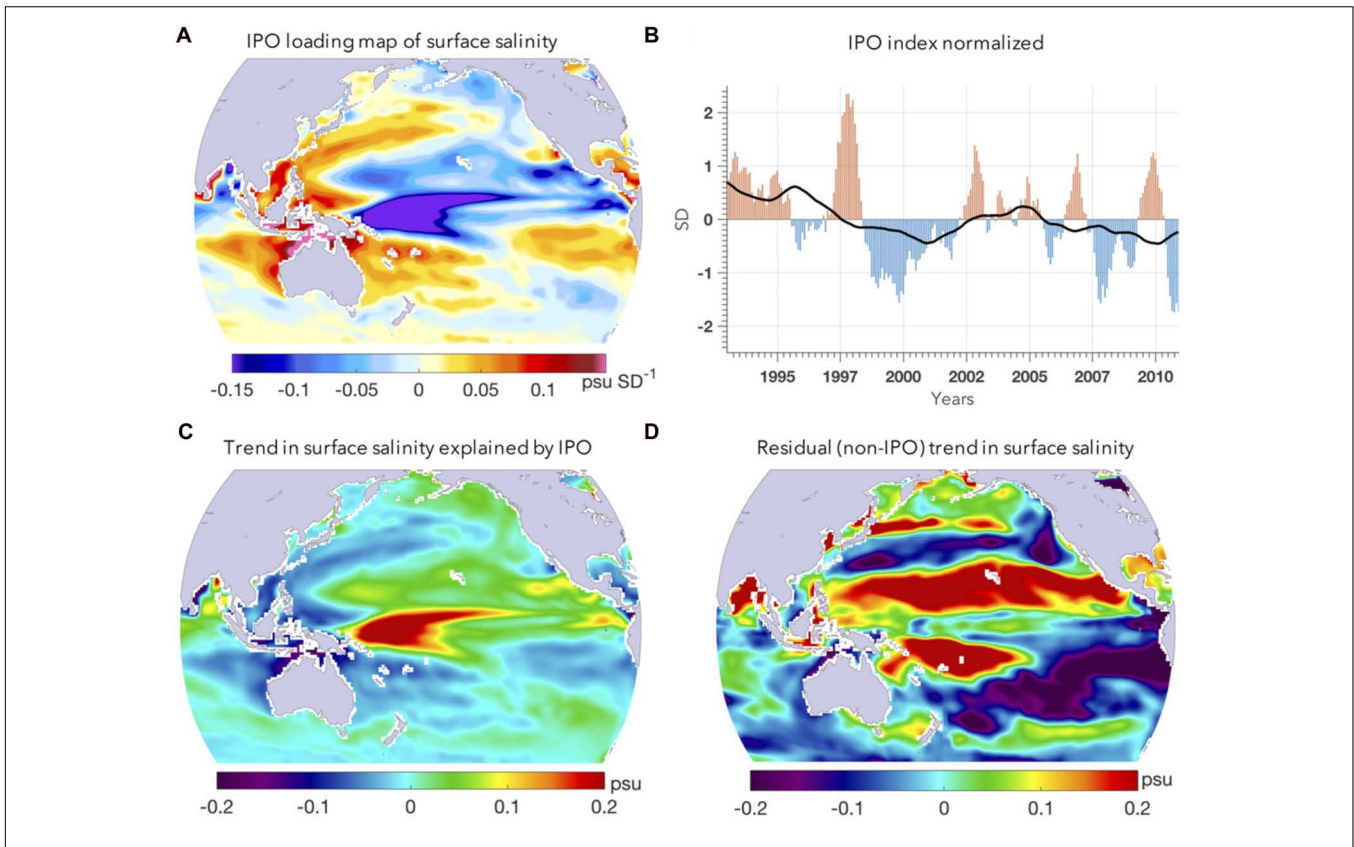 A
IPO loading map of surface salinity
-0.15 -0.1 -0.05 0 0.05 0.1 psu SD-1
B
IPO index normalized
SD
2
1
0
-1
-2
1995 1997 2000 2002 2005 2007 2010
Years
C
Trend in surface salinity explained by IPO
-0.2 -0.1 0 0.1 0.2 psu
D
Residual (non-IPO) trend in surface salinity
-0.2 -0.1 0 0.1 0.2 psu